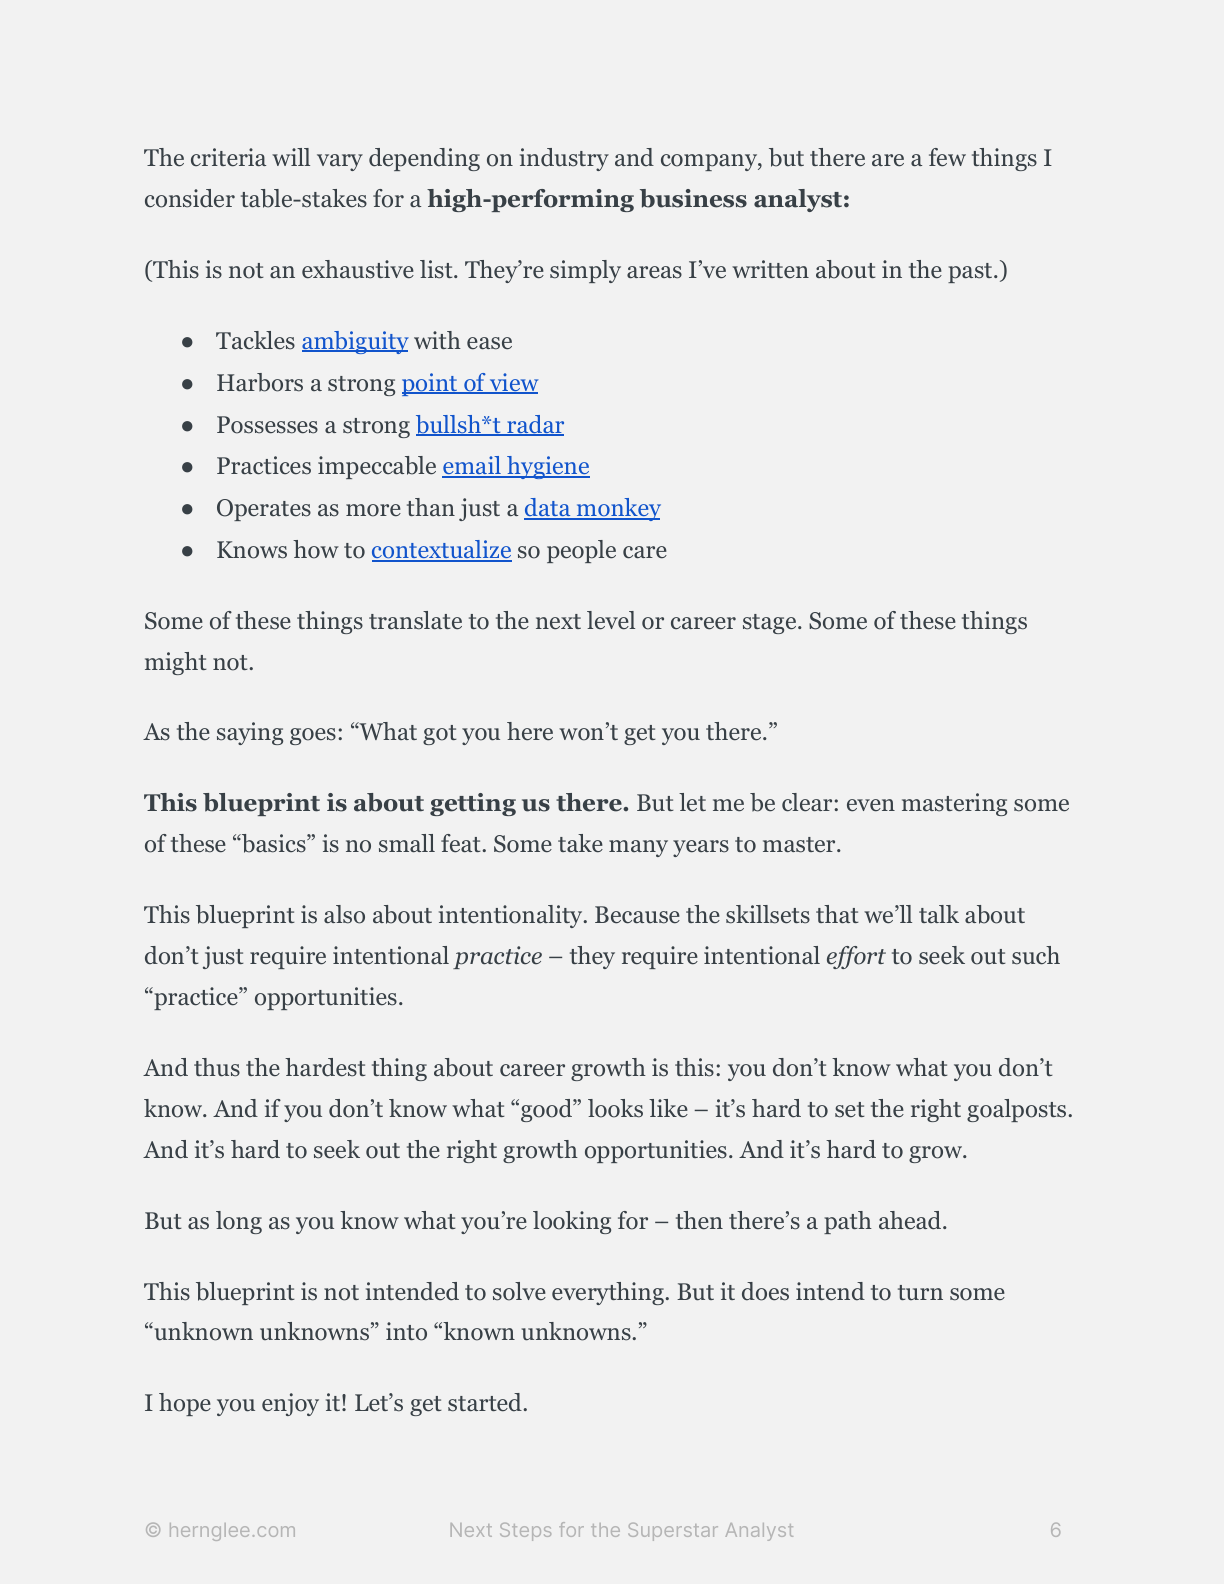 The criteria will vary depending on industry and company, but there are a few things I
consider table-stakes for a high-performing business analyst:
(This is not an exhaustive list. They’re simply areas I’ve written about in the past.)
● Tackles ambiguity with ease
● Harbors a strong point of view
● Possesses a strong bullsh*t radar
● Practices impeccable email hygiene
● Operates as more than just a data monkey
● Knows how to contextualize so people care
Some of these things translate to the next level or career stage. Some of these things
might not.
As the saying goes: “What got you here won’t get you there.”
This blueprint is about getting us there. But let me be clear: even mastering some
of these “basics” is no small feat. Some take many years to master.
This blueprint is also about intentionality. Because the skillsets that we’ll talk about
don’t just require intentional practice – they require intentional effort to seek out such
“practice” opportunities.
And thus the hardest thing about career growth is this: you don’t know what you don’t
know. And if you don’t know what “good” looks like – it’s hard to set the right goalposts.
And it’s hard to seek out the right growth opportunities. And it’s hard to grow.
But as long as you know what you’re looking for – then there’s a path ahead.
This blueprint is not intended to solve everything. But it does intend to turn some
“unknown unknowns” into “known unknowns.”
I hope you enjoy it! Let’s get started.
© hernglee.com Next Steps for the Superstar Analyst 6